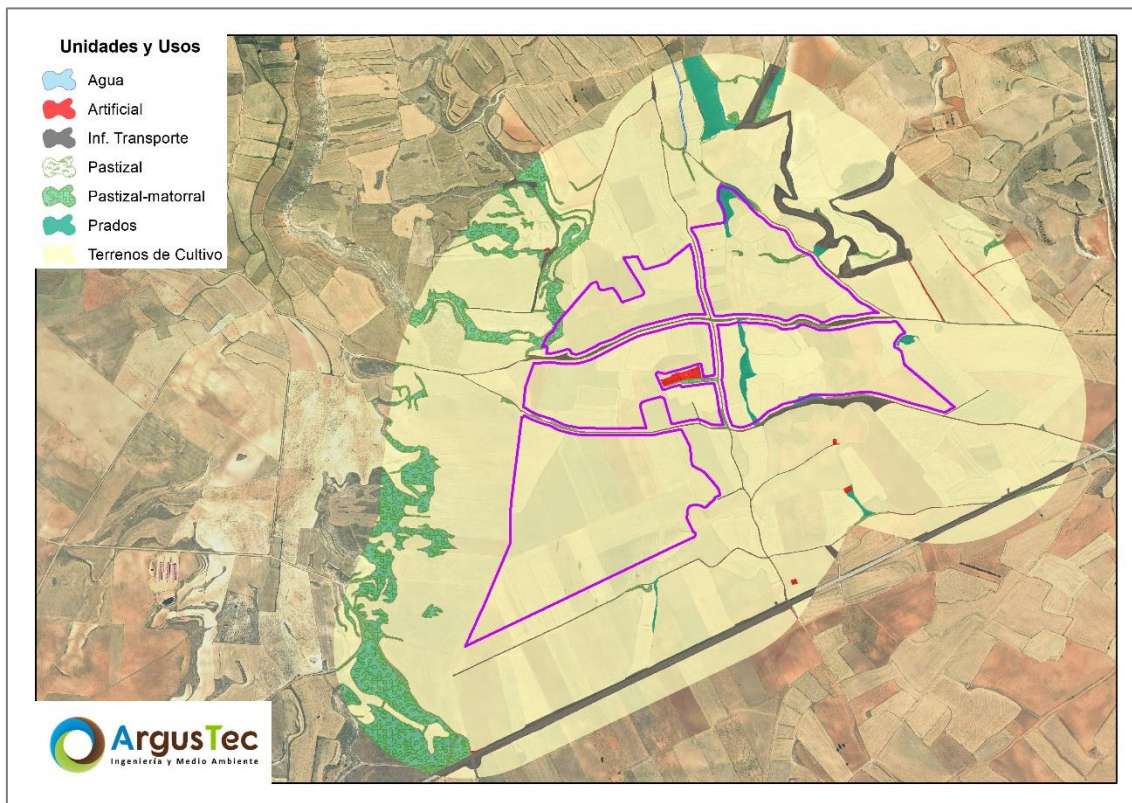 Unidades y Usos
Agua
Artificial
Inf. Transporte
Pastizal
Pastizal-matorral
Prados
Terrenos de Cultivo
ArgusTec
Ingeniería y Medio Ambiente